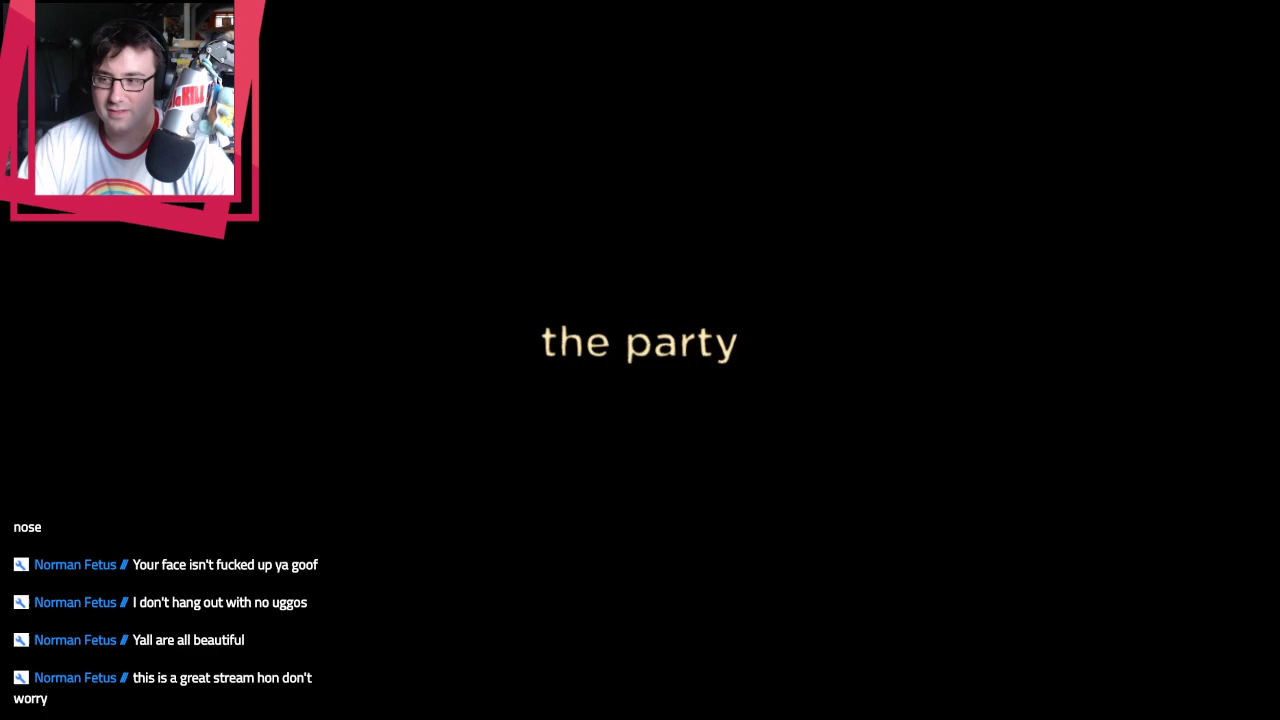 KILL
the party
nose
Norman Fetus /// Your face isn't fucked up ya goof
Norman Fetus /// I don't hang out with no uggos
Norman Fetus /// Yall are all beautiful
Norman Fetus /// this is a great stream hon don't
worry